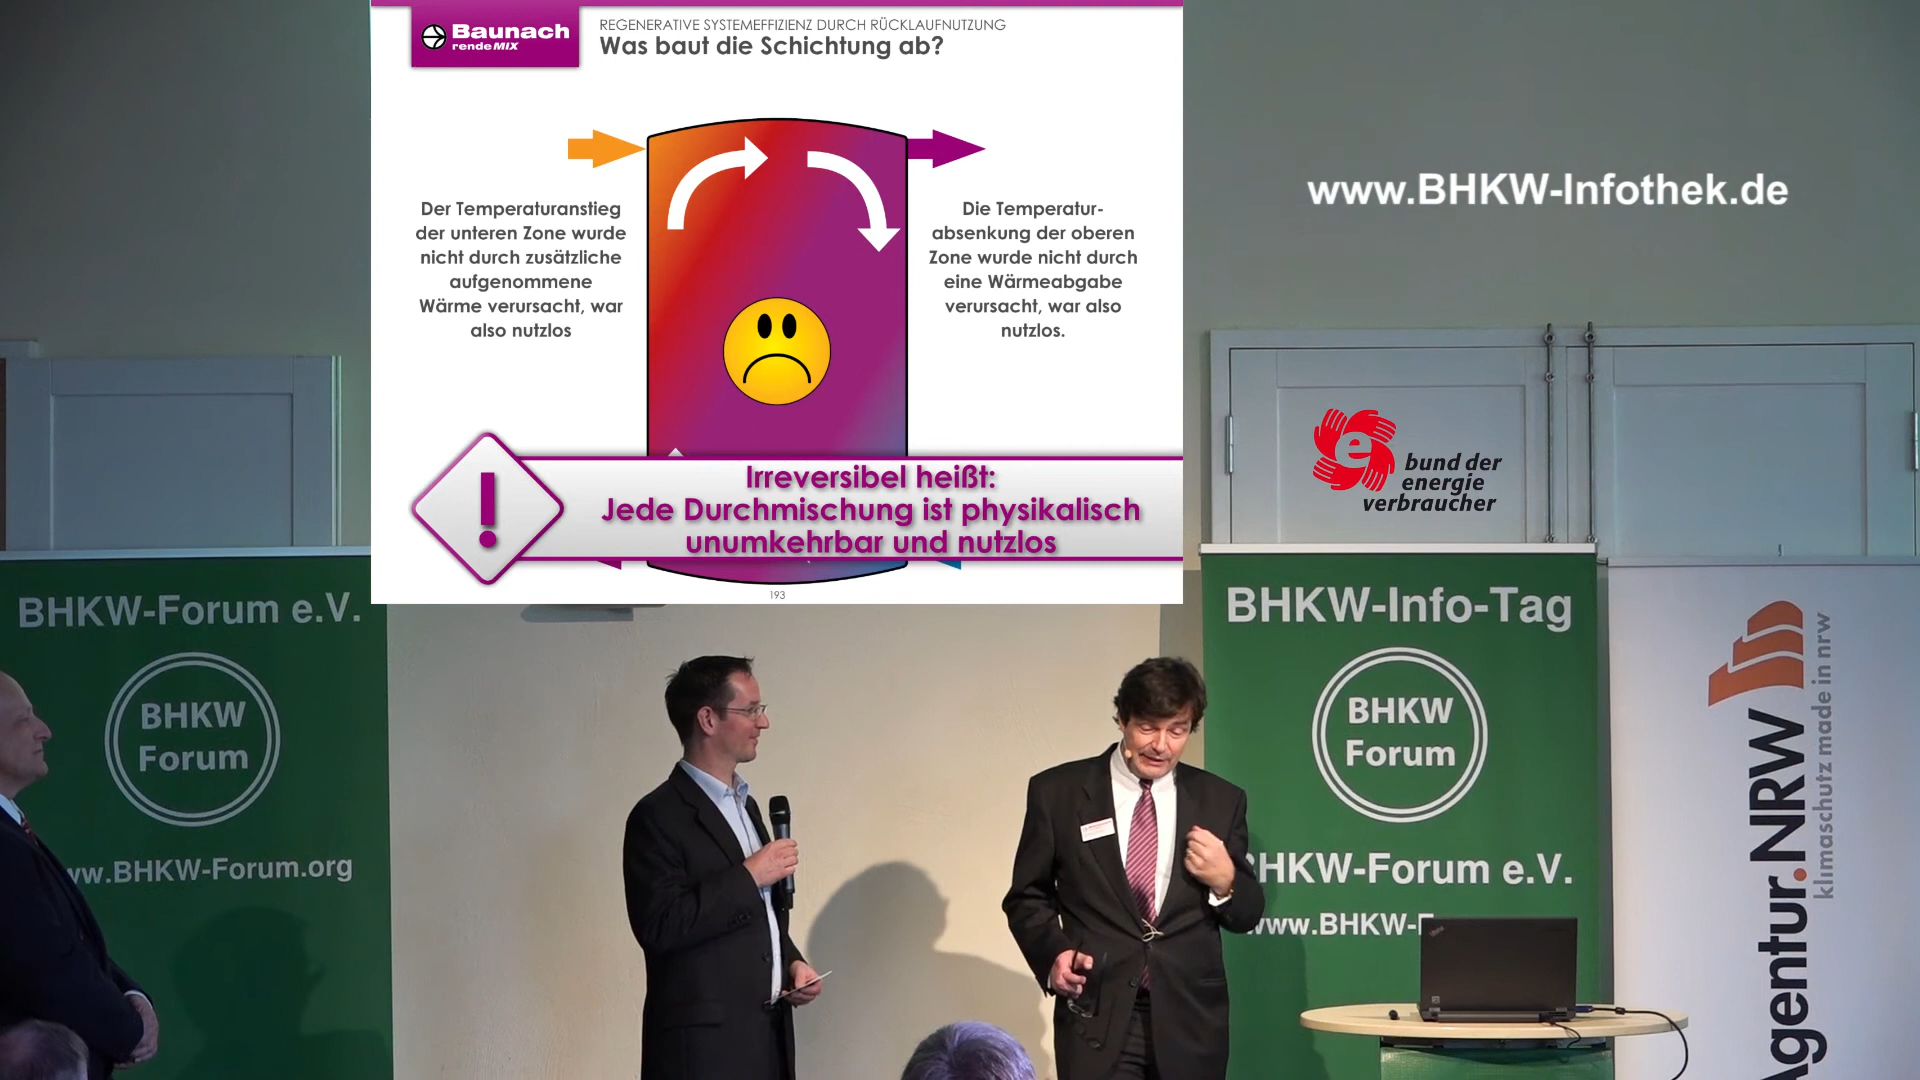 Baunach
rendeMIX
REGENERATIVE SYSTEMEFFIZIENZ DURCH RÜCKLAUFNUTZUNG
Was baut die Schichtung ab?
Der Temperaturanstieg
der unteren Zone wurde
nicht durch zusätzliche
aufgenommene
Wärme verursacht, war
also nutzlos
Die Temperatur-
absenkung der oberen
Zone wurde nicht durch
eine Wärmeabgabe
verursacht, war also
nutzlos.
!
Irreversibel heißt:
Jede Durchmischung ist physikalisch
unumkehrbar und nutzlos
193
www.BHKW-Infothek.de
e
bund der
energie
verbraucher
BHKW-Forum e.V.
BHKW
Forum
ww.BHKW-Forum.org
BHKW-Info-Tag
BHKW
Forum
BHKW-Forum e.V.
www.BHKW-F
Agentur.NRW
klimaschutz made in nrw